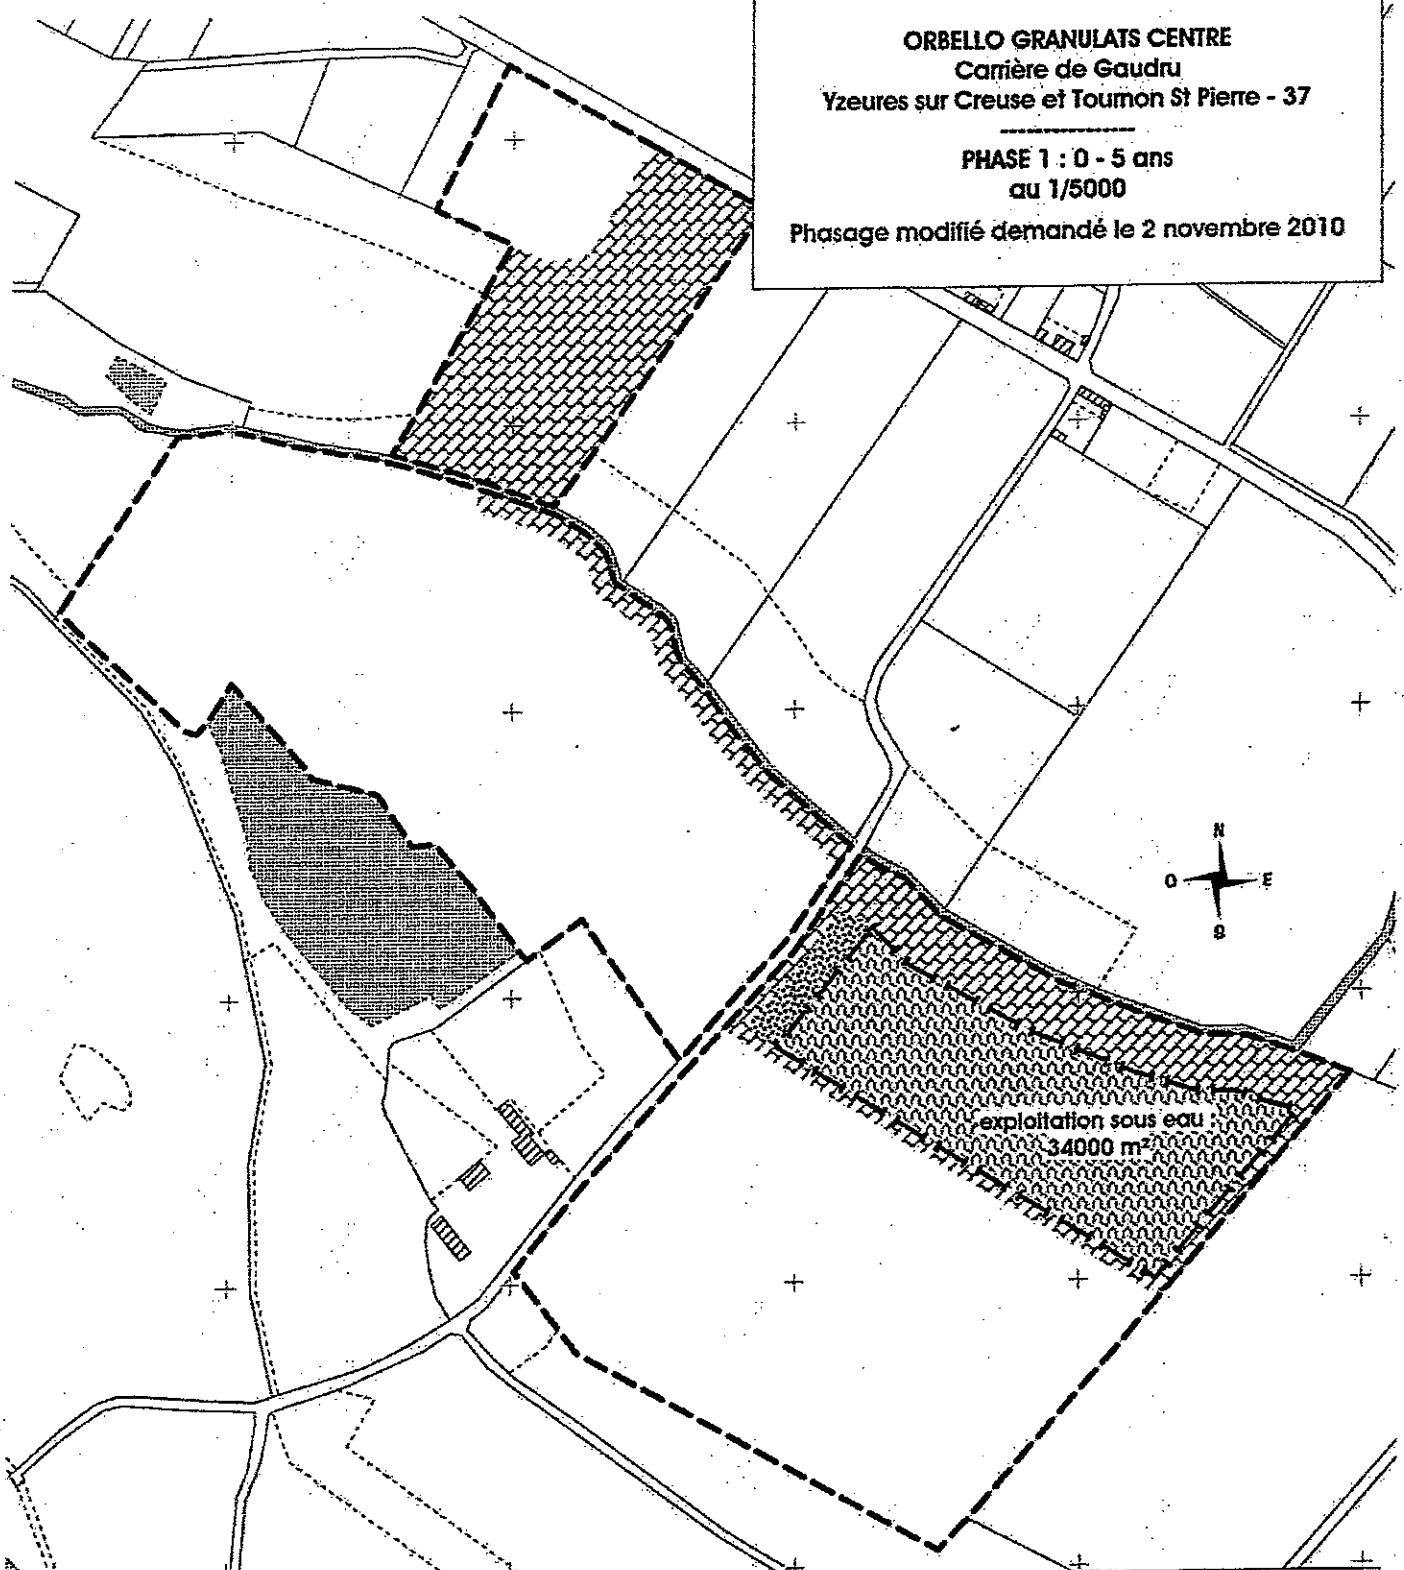 ORBELLO GRANULATS CENTRE
Carrière de Gaudru
Yzeures sur Creuse et Tournon St Pierre - 37
----------------
PHASE 1 : 0 - 5 ans
au 1/5000
Phasage modifié demandé le 2 novembre 2010
N
O E
S
exploitation sous eau :
34000 m²